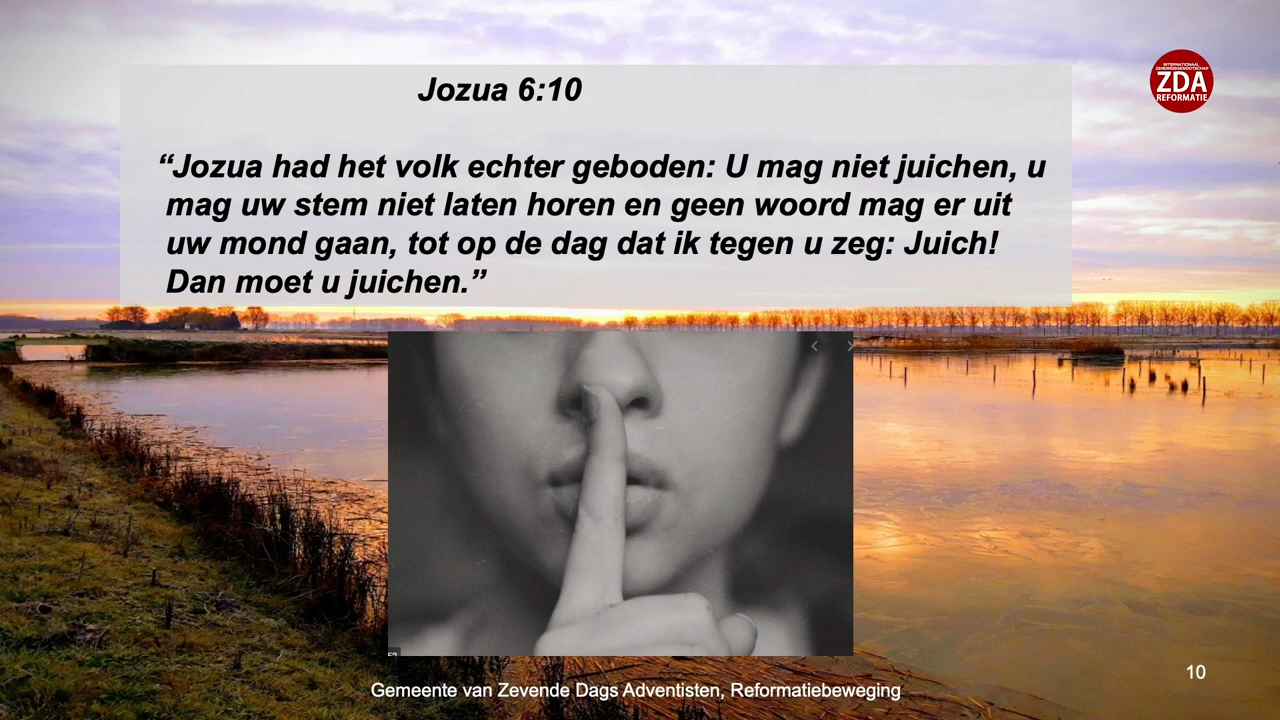 Jozua 6:10
“Jozua had het volk echter geboden: U mag niet juichen, u
mag uw stem niet laten horen en geen woord mag er uit
uw mond gaan, tot op de dag dat ik tegen u zeg: Juich!
Dan moet u juichen.”
INTERNATIONAAL
ZENDINGSGENOOTSCHAP
ZDA
REFORMATIE
10
Gemeente van Zevende Dags Adventisten, Reformatiebeweging